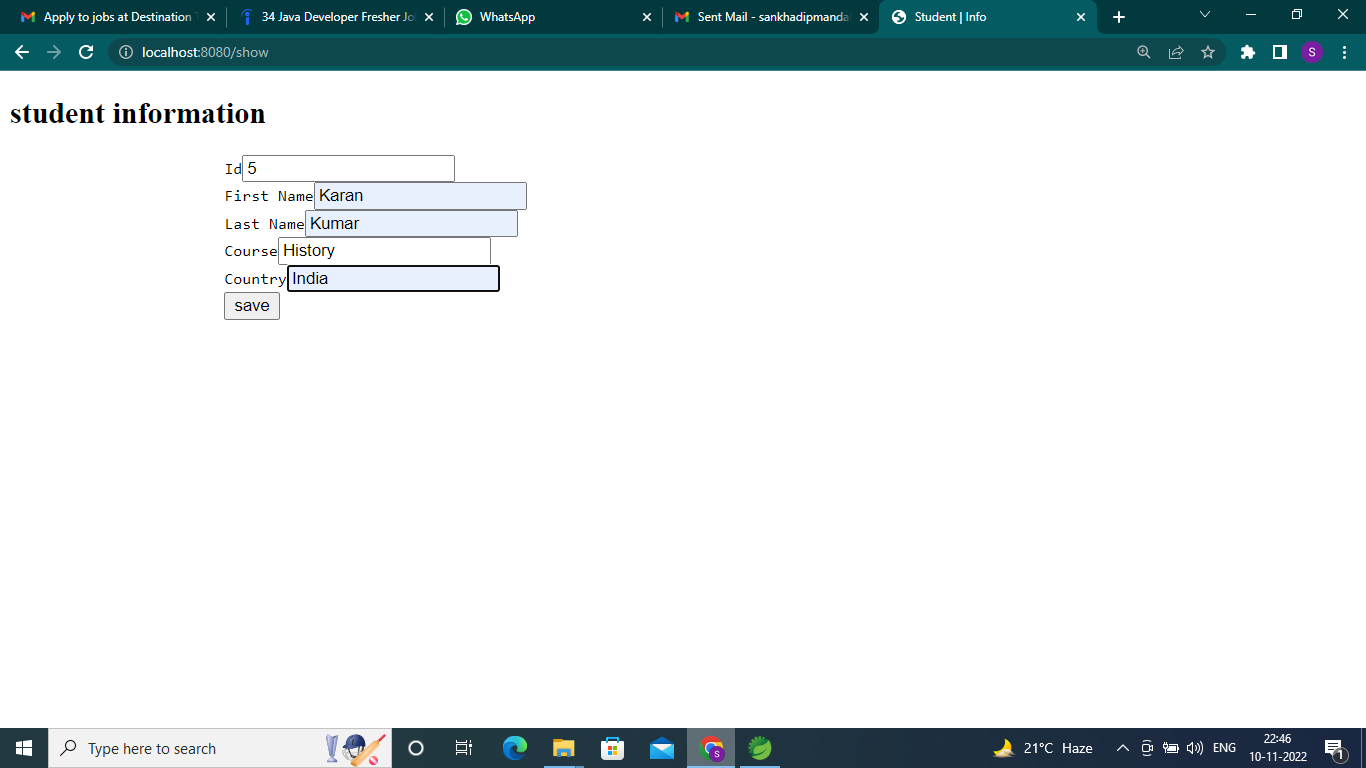 Apply to jobs at Destination
34 Java Developer Fresher Jo
WhatsApp
Sent Mail - sankhadipmanda
Student | Info
localhost:8080/show
S
student information
Id 5
First Name Karan
Last Name Kumar
Course History
Country India
save
Type here to search
S
21°C Haze
ENG
22:46
10-11-2022
1